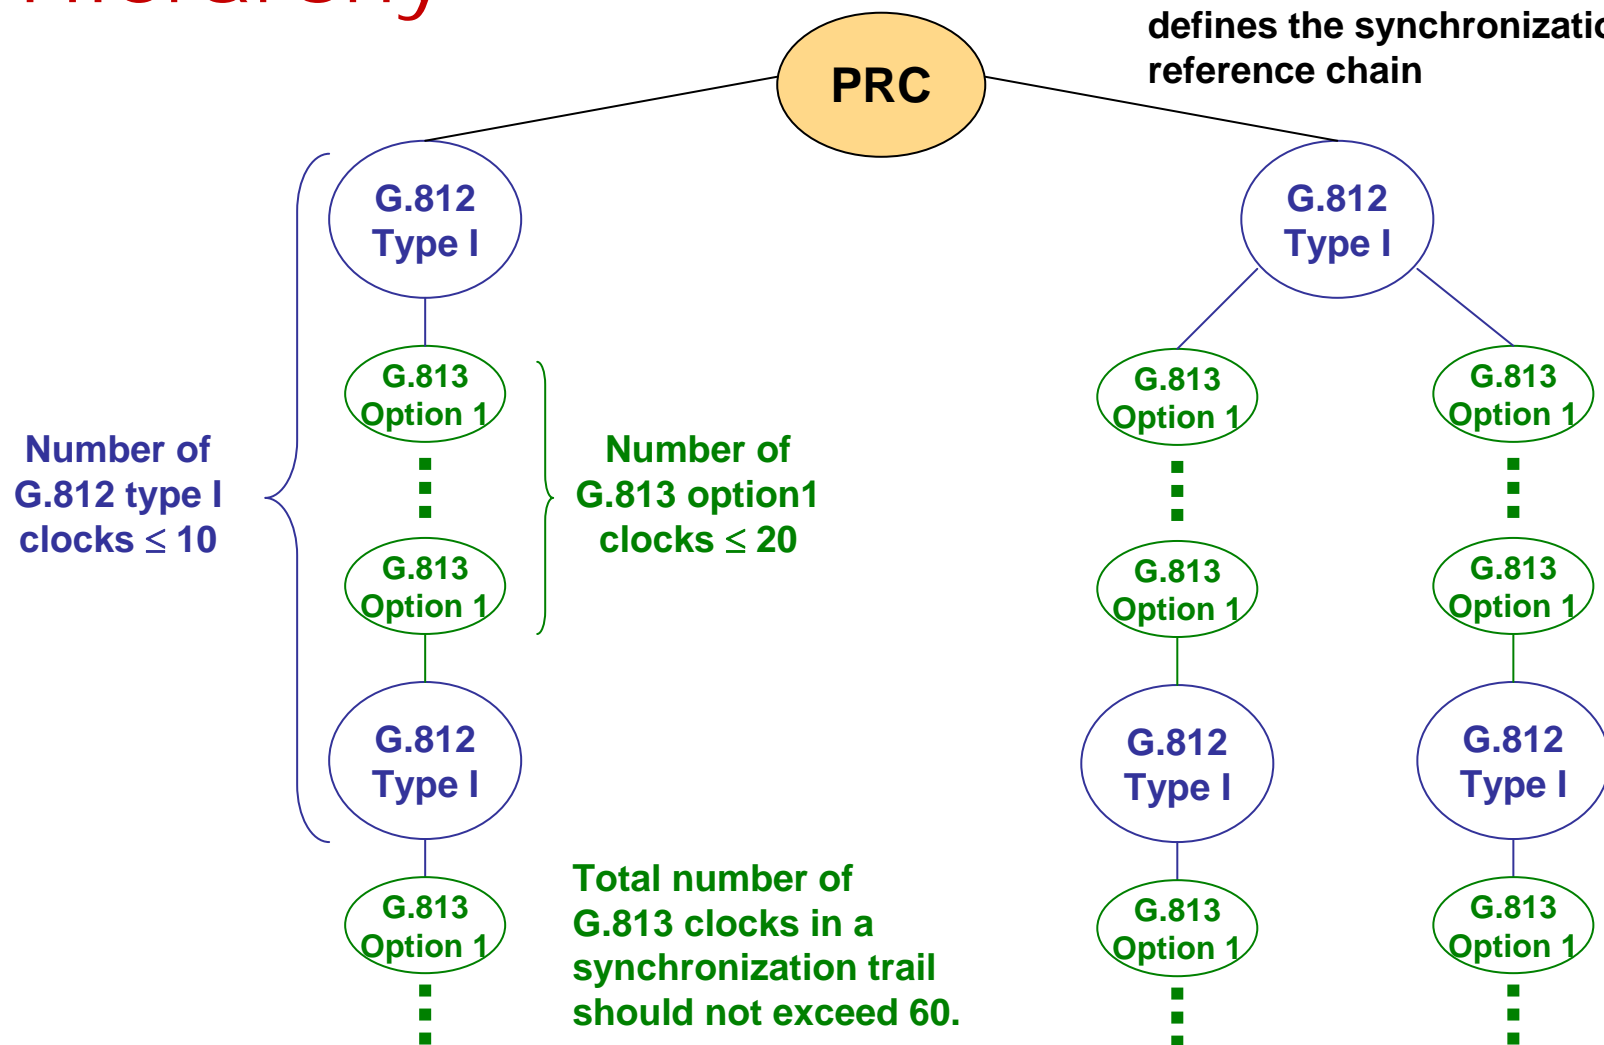 Hierarchy
defines the synchronizatio
reference chain
PRC
G.812
Type I
G.812
Type I
G.813
Option 1
G.813
Option 1
G.813
Option 1
Number of
G.812 type I
clocks ≤ 10
Number of
G.813 option1
clocks ≤ 20
G.813
Option 1
G.813
Option 1
G.813
Option 1
G.812
Type I
G.812
Type I
G.812
Type I
Total number of
G.813 clocks in a
synchronization trail
should not exceed 60.
G.813
Option 1
G.813
Option 1
G.813
Option 1